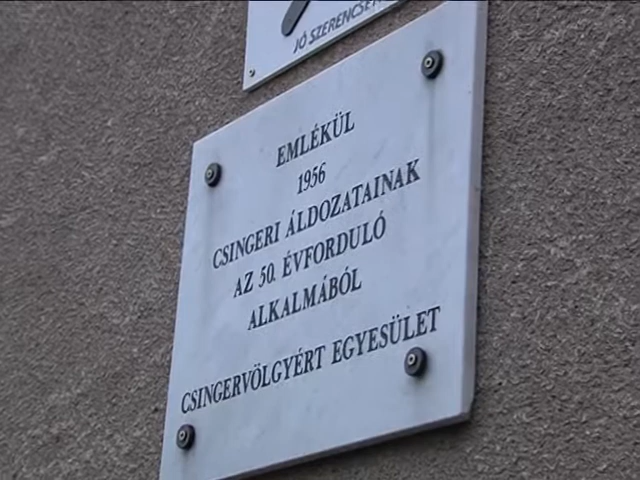 JÓ SZERENCSÉT
EMLÉKÜL
1956
CSINGERI ÁLDOZATAINAK
AZ 50. ÉVFORDULÓ
ALKALMÁBÓL
CSINGERVÖLGYÉRT EGYESÜLET